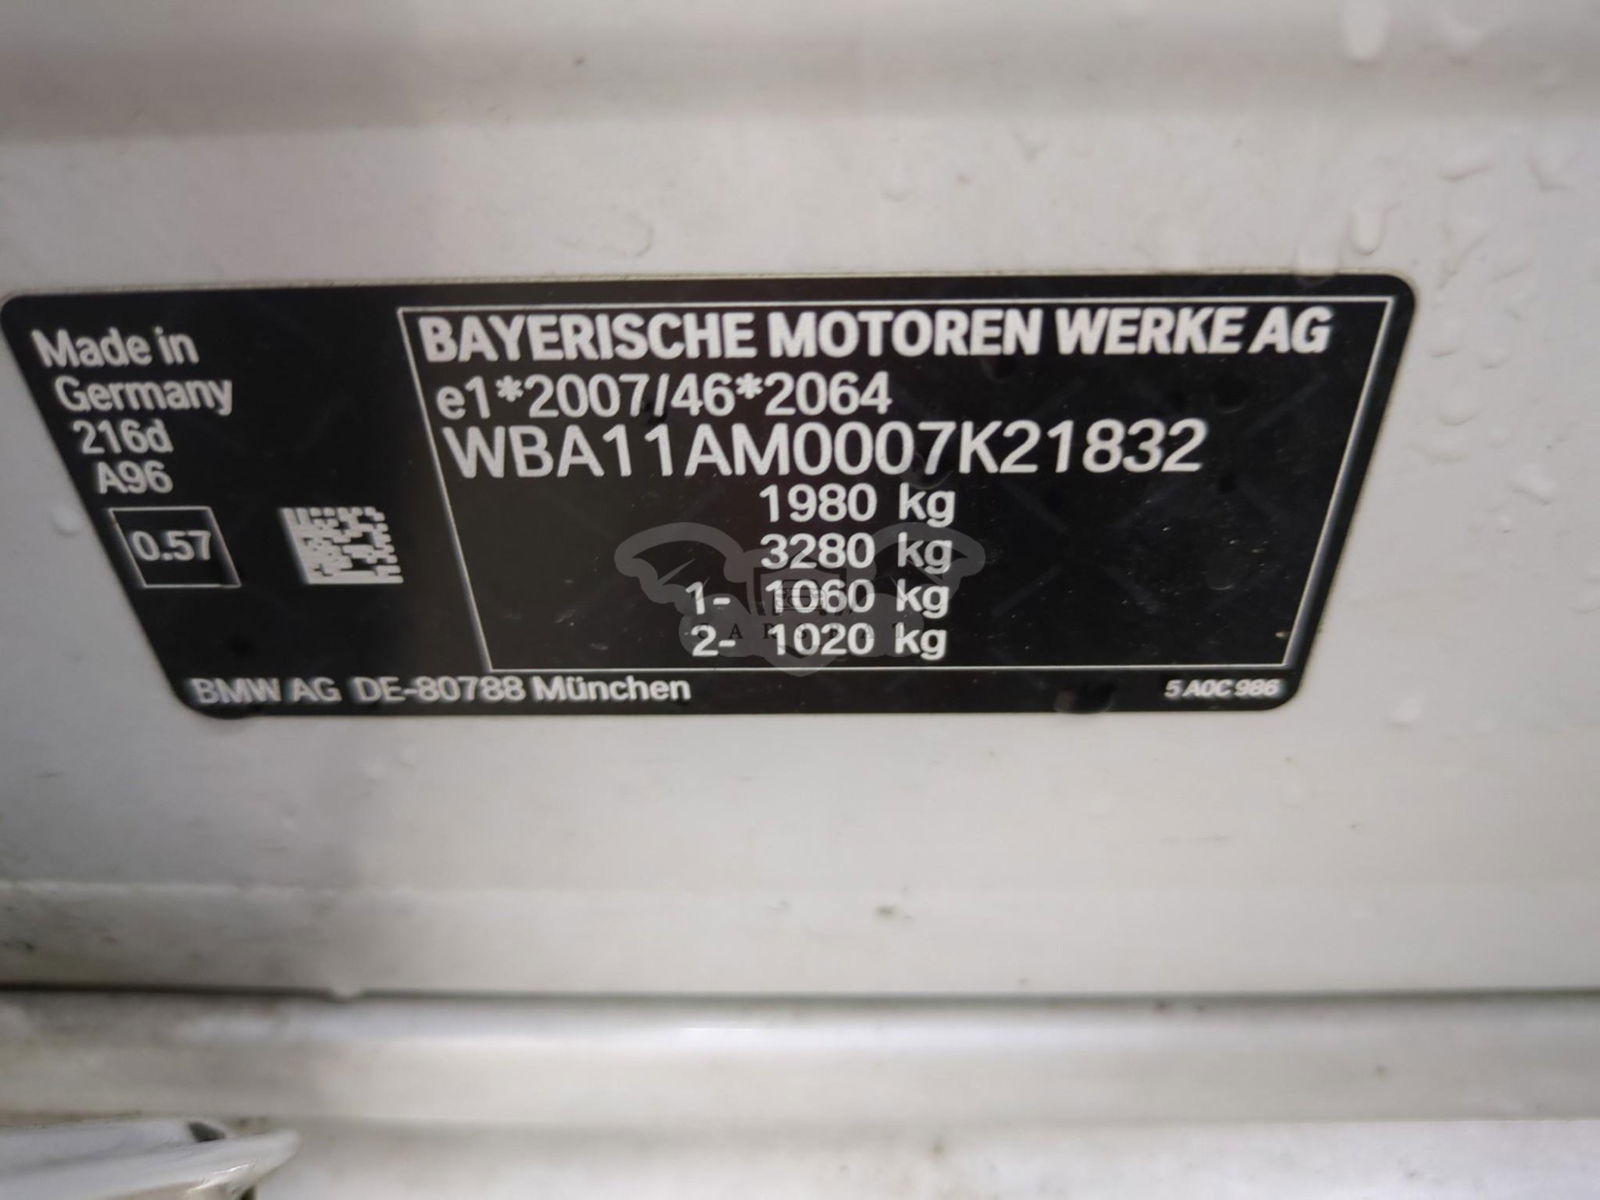 Made in
Germany
216d
A96
0.57
BAYERISCHE MOTOREN WERKE AG
e1*2007/46*2064
WBA11AM0007K21832
1980 kg
3280 kg
1- 1060 kg
2- 1020 kg
BMW AG DE-80788 München
5 A0C 986